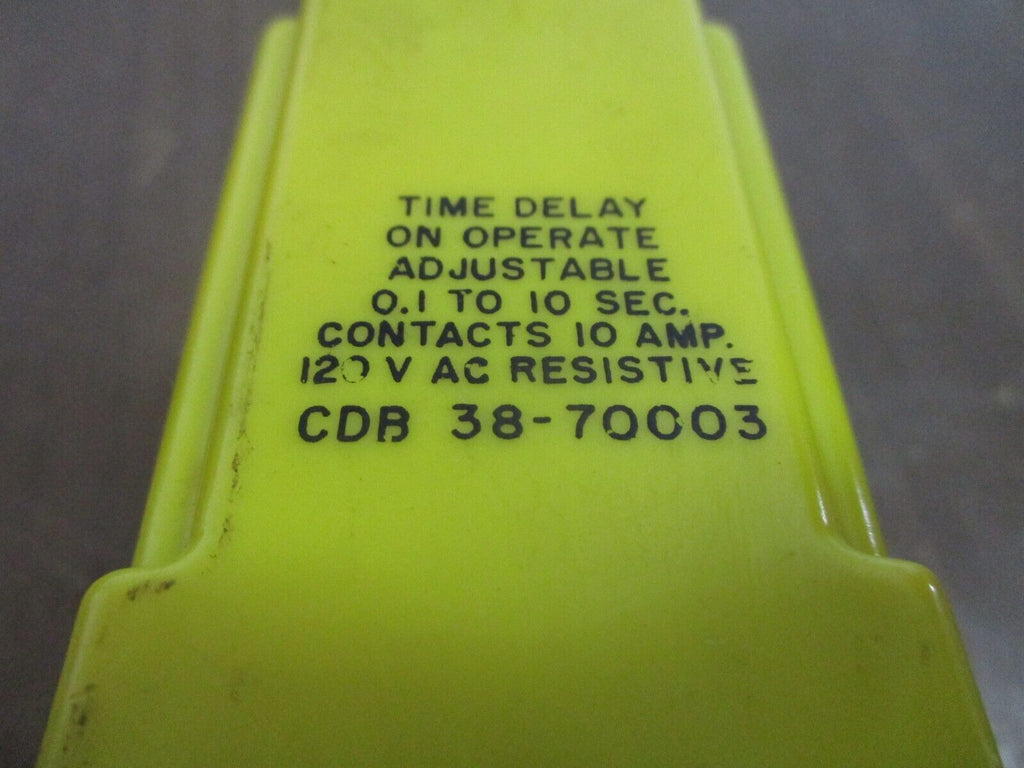 TIME DELAY
ON OPERATE
ADJUSTABLE
0.1 TO 10 SEC.
CONTACTS 10 AMP.
120 V AC RESISTIVE
CDB 38-70003